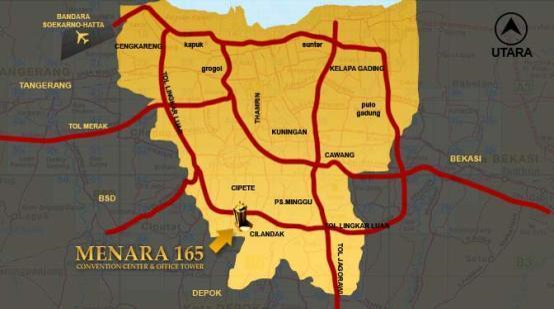 BANDARA
SOEKARNO-HATTA
UTARA
CENGKARENG
kapuk
sunter
grogol
KELAPA GADING
TANGERANG
TOL LINGKAR LUAR
THAMRIN
pulo
gadung
TOL MERAK
KUNINGAN
CAWANG
BEKASI
BEKASI
BSD
CIPETE
PS.MINGGU
CILANDAK
TOL LINGKAR LUAR
MENARA 165
CONVENTION CENTER & OFFICE TOWER
TOL JAGORAWI
DEPOK